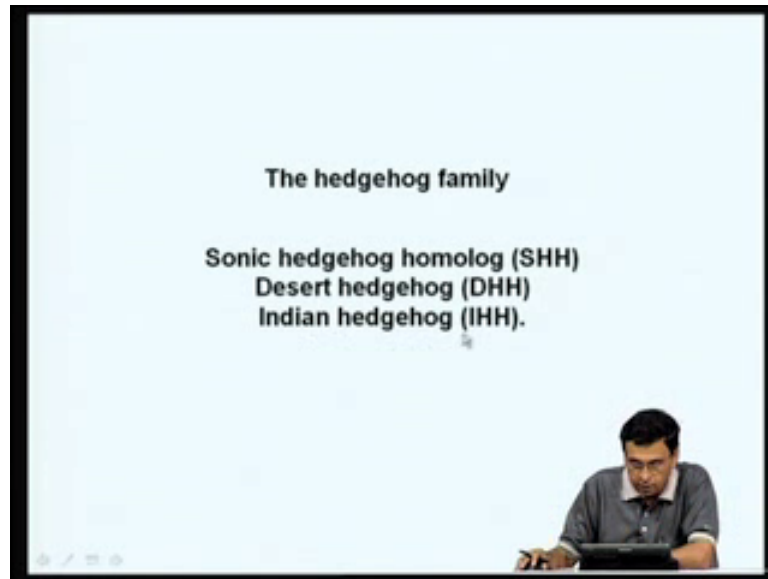 The hedgehog family
Sonic hedgehog homolog (SHH)
Desert hedgehog (DHH)
Indian hedgehog (IHH).